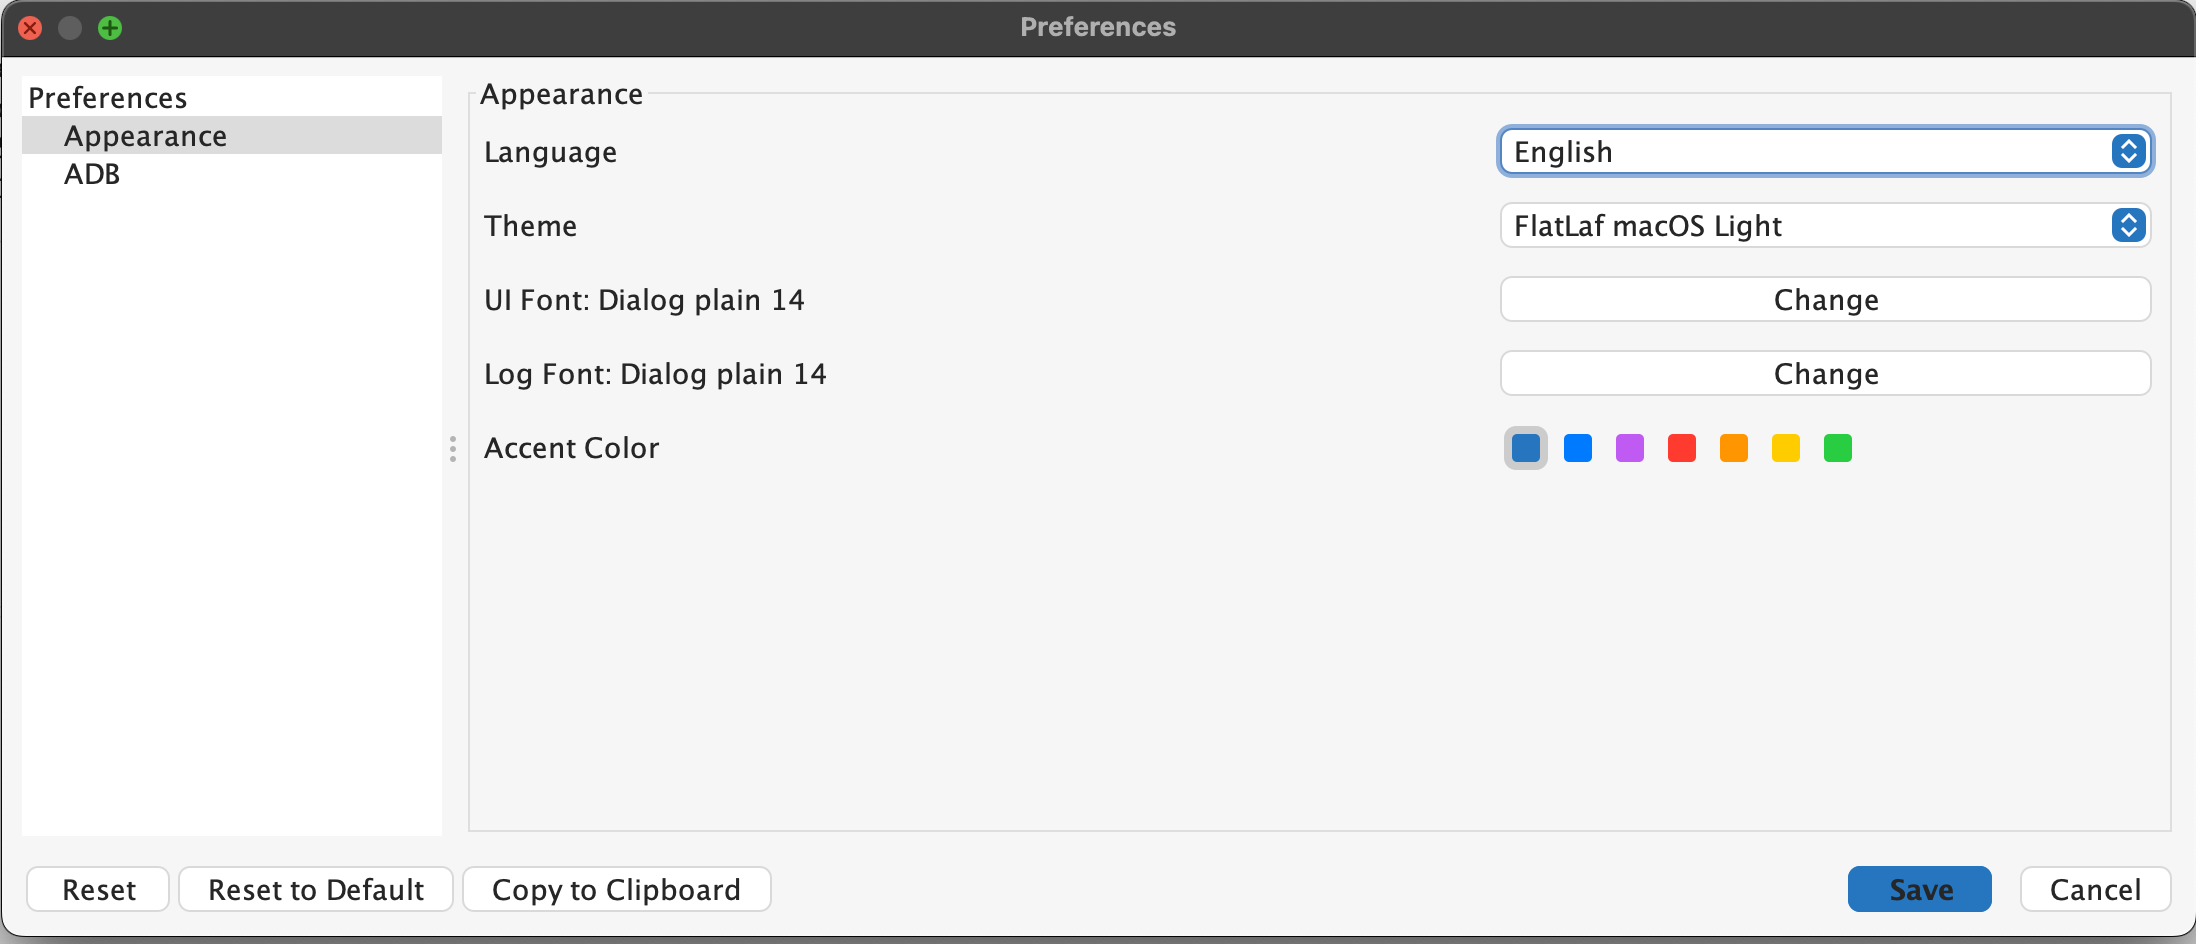 Preferences
Preferences
Appearance
ADB
Appearance
Language
English
Theme
FlatLaf macOS Light
UI Font: Dialog plain 14
Change
Log Font: Dialog plain 14
Change
Accent Color
Reset
Reset to Default
Copy to Clipboard
Save
Cancel